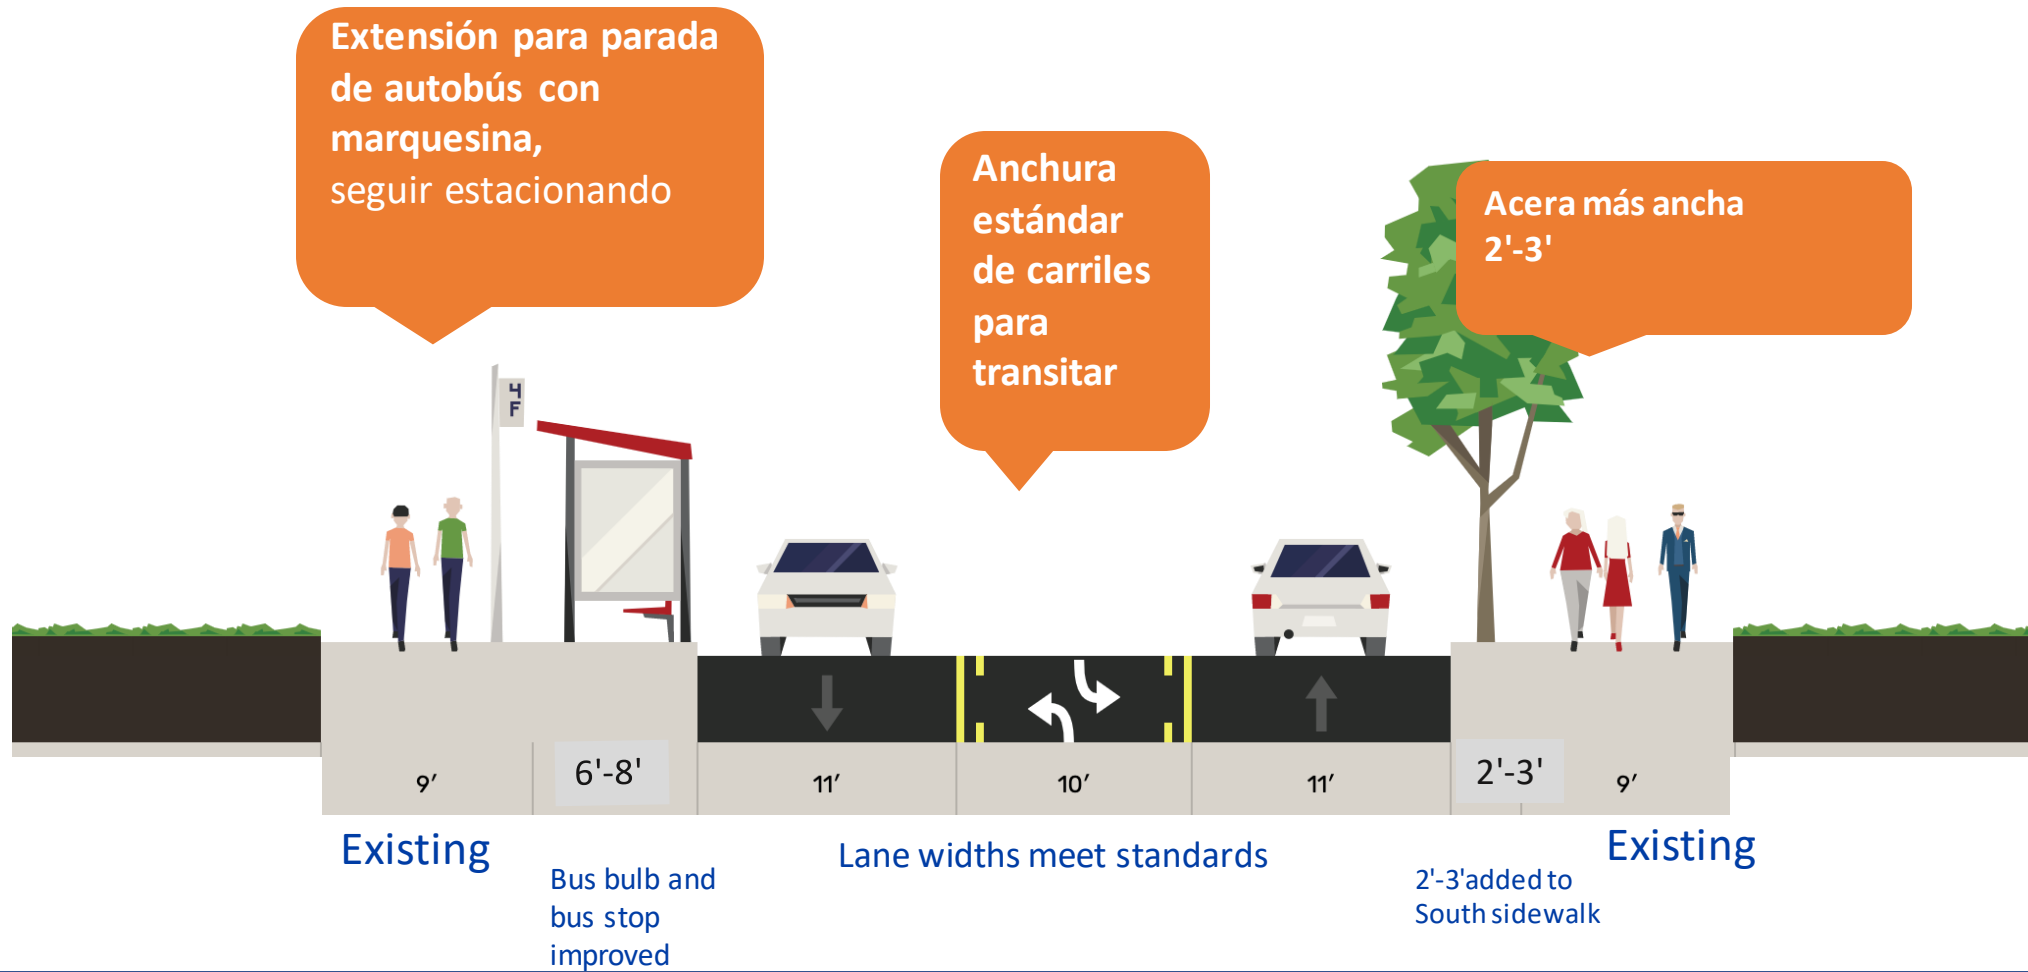 Extensión para parada
de autobús con
marquesina,
seguir estacionando
Anchura
estándar
de carriles
para
transitar
Acera más ancha
2'-3'
4
F
9′
6'-8'
11′
10′
11′
2'-3'
9′
Existing
Bus bulb and
bus stop
improved
Lane widths meet standards
2'-3'added to
South sidewalk
Existing